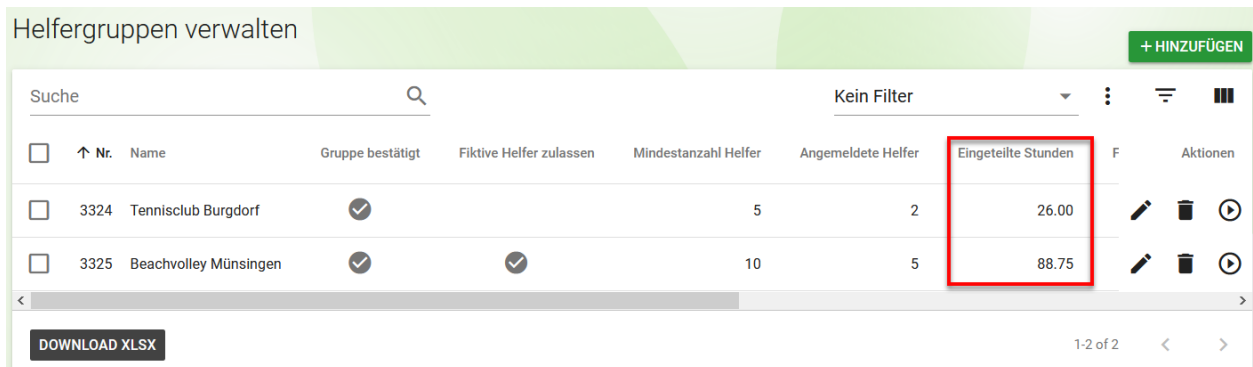 Helfergruppen verwalten
+ HINZUFÜGEN
Suche
Kein Filter
Nr. Name Gruppe bestätigt Fiktive Helfer zulassen Mindestanzahl Helfer Angemeldete Helfer Eingeteilte Stunden F Aktionen
3324 Tennisclub Burgdorf 5 2 26.00
3325 Beachvolley Münsingen 10 5 88.75
DOWNLOAD XLSX 1-2 of 2